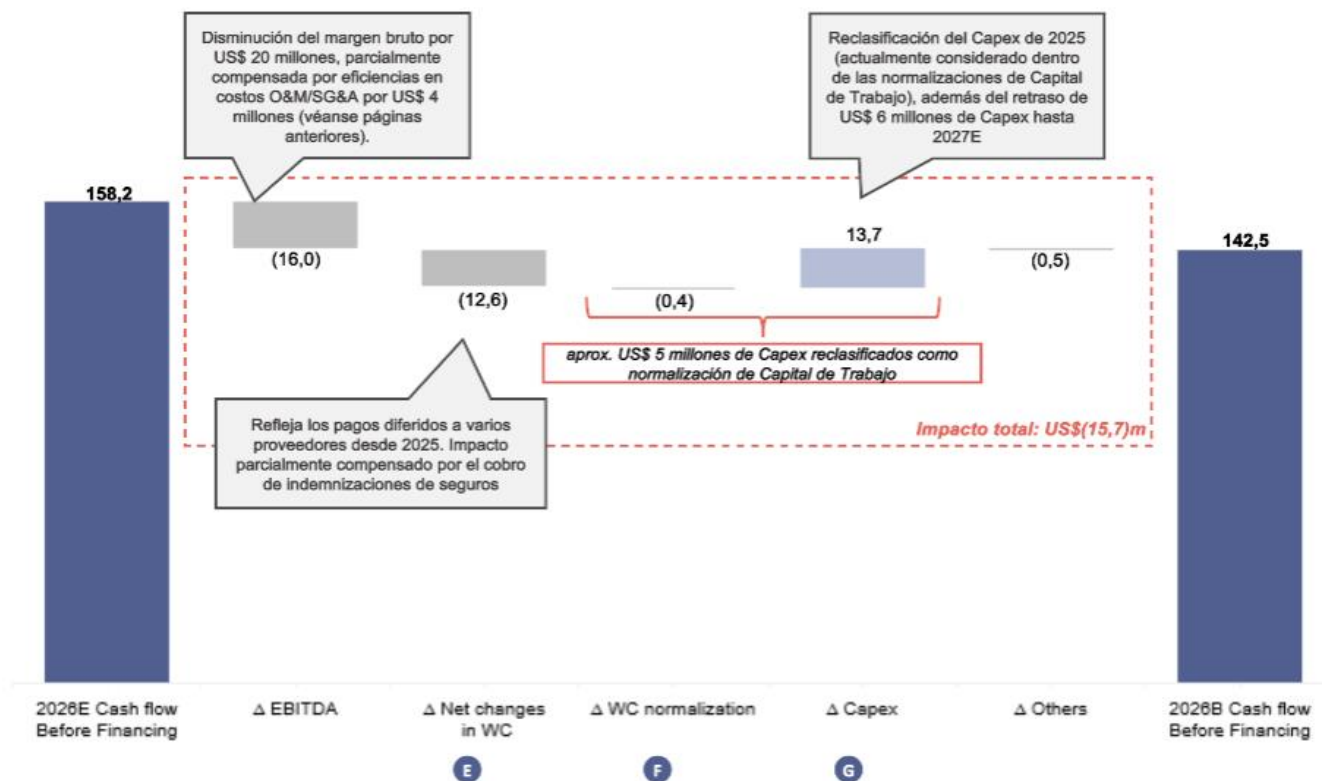 Disminución del margen bruto por
US$ 20 millones, parcialmente
compensada por eficiencias en
costos O&M/SG&A por US$ 4
millones (véanse páginas
anteriores).
Reclasificación del Capex de 2025
(actualmente considerado dentro
de las normalizaciones de Capital
de Trabajo), además del retraso de
US$ 6 millones de Capex hasta
2027E
158,2
(16,0)
(12,6)
(0,4)
13,7
(0,5)
142,5
aprox. US$ 5 millones de Capex reclasificados como
normalización de Capital de Trabajo
Refleja los pagos diferidos a varios
proveedores desde 2025. Impacto
parcialmente compensado por el cobro
de indemnizaciones de seguros
Impacto total: US$(15,7)m
2026E Cash flow
Before Financing
Δ EBITDA
Δ Net changes
in WC
Δ WC normalization
Δ Capex
Δ Others
2026B Cash flow
Before Financing
E
F
G